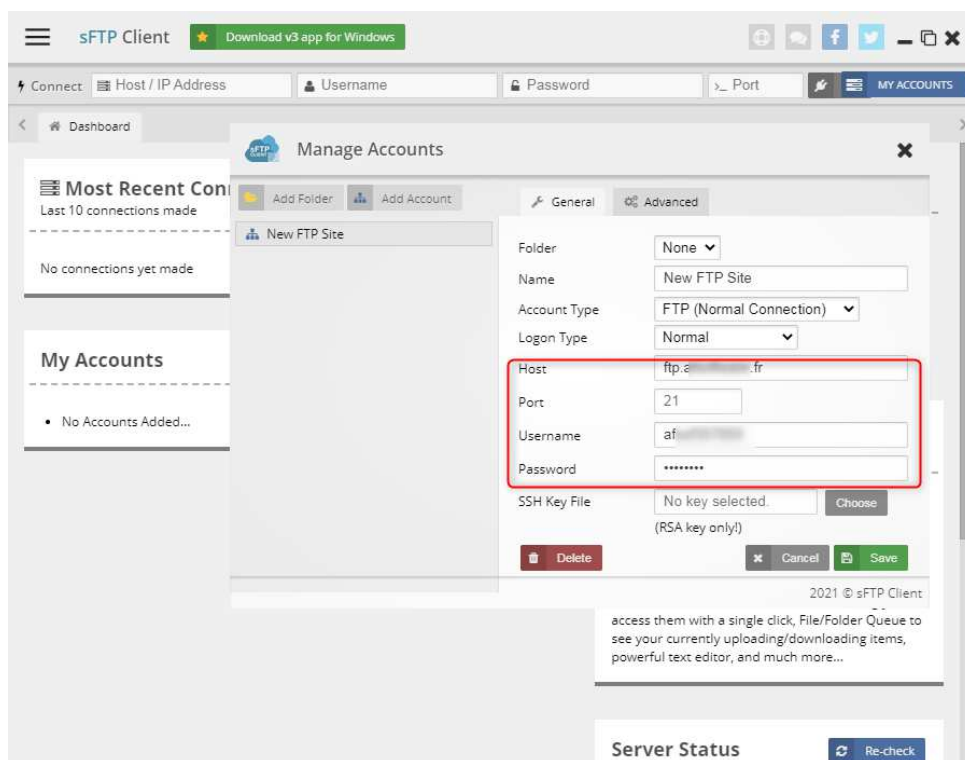 sFTP Client
Download v3 app for Windows
Connect Host / IP Address Username Password >_ Port MY ACCOUNTS
Dashboard
Manage Accounts
Most Recent
Last 10 connections made
No connections yet made
My Accounts
No Accounts Added...
Add Folder Add Account
New FTP Site
General Advanced
Folder None
Name New FTP Site
Account Type FTP (Normal Connection)
Logon Type Normal
Host ftp.a .fr
Port 21
Username af
Password ••••••••
SSH Key File No key selected. Choose
(RSA key only!)
Delete Cancel Save
2021 © sFTP Client
access them with a single click, File/Folder Queue to
see your currently uploading/downloading items,
powerful text editor, and much more...
Server Status Re-check